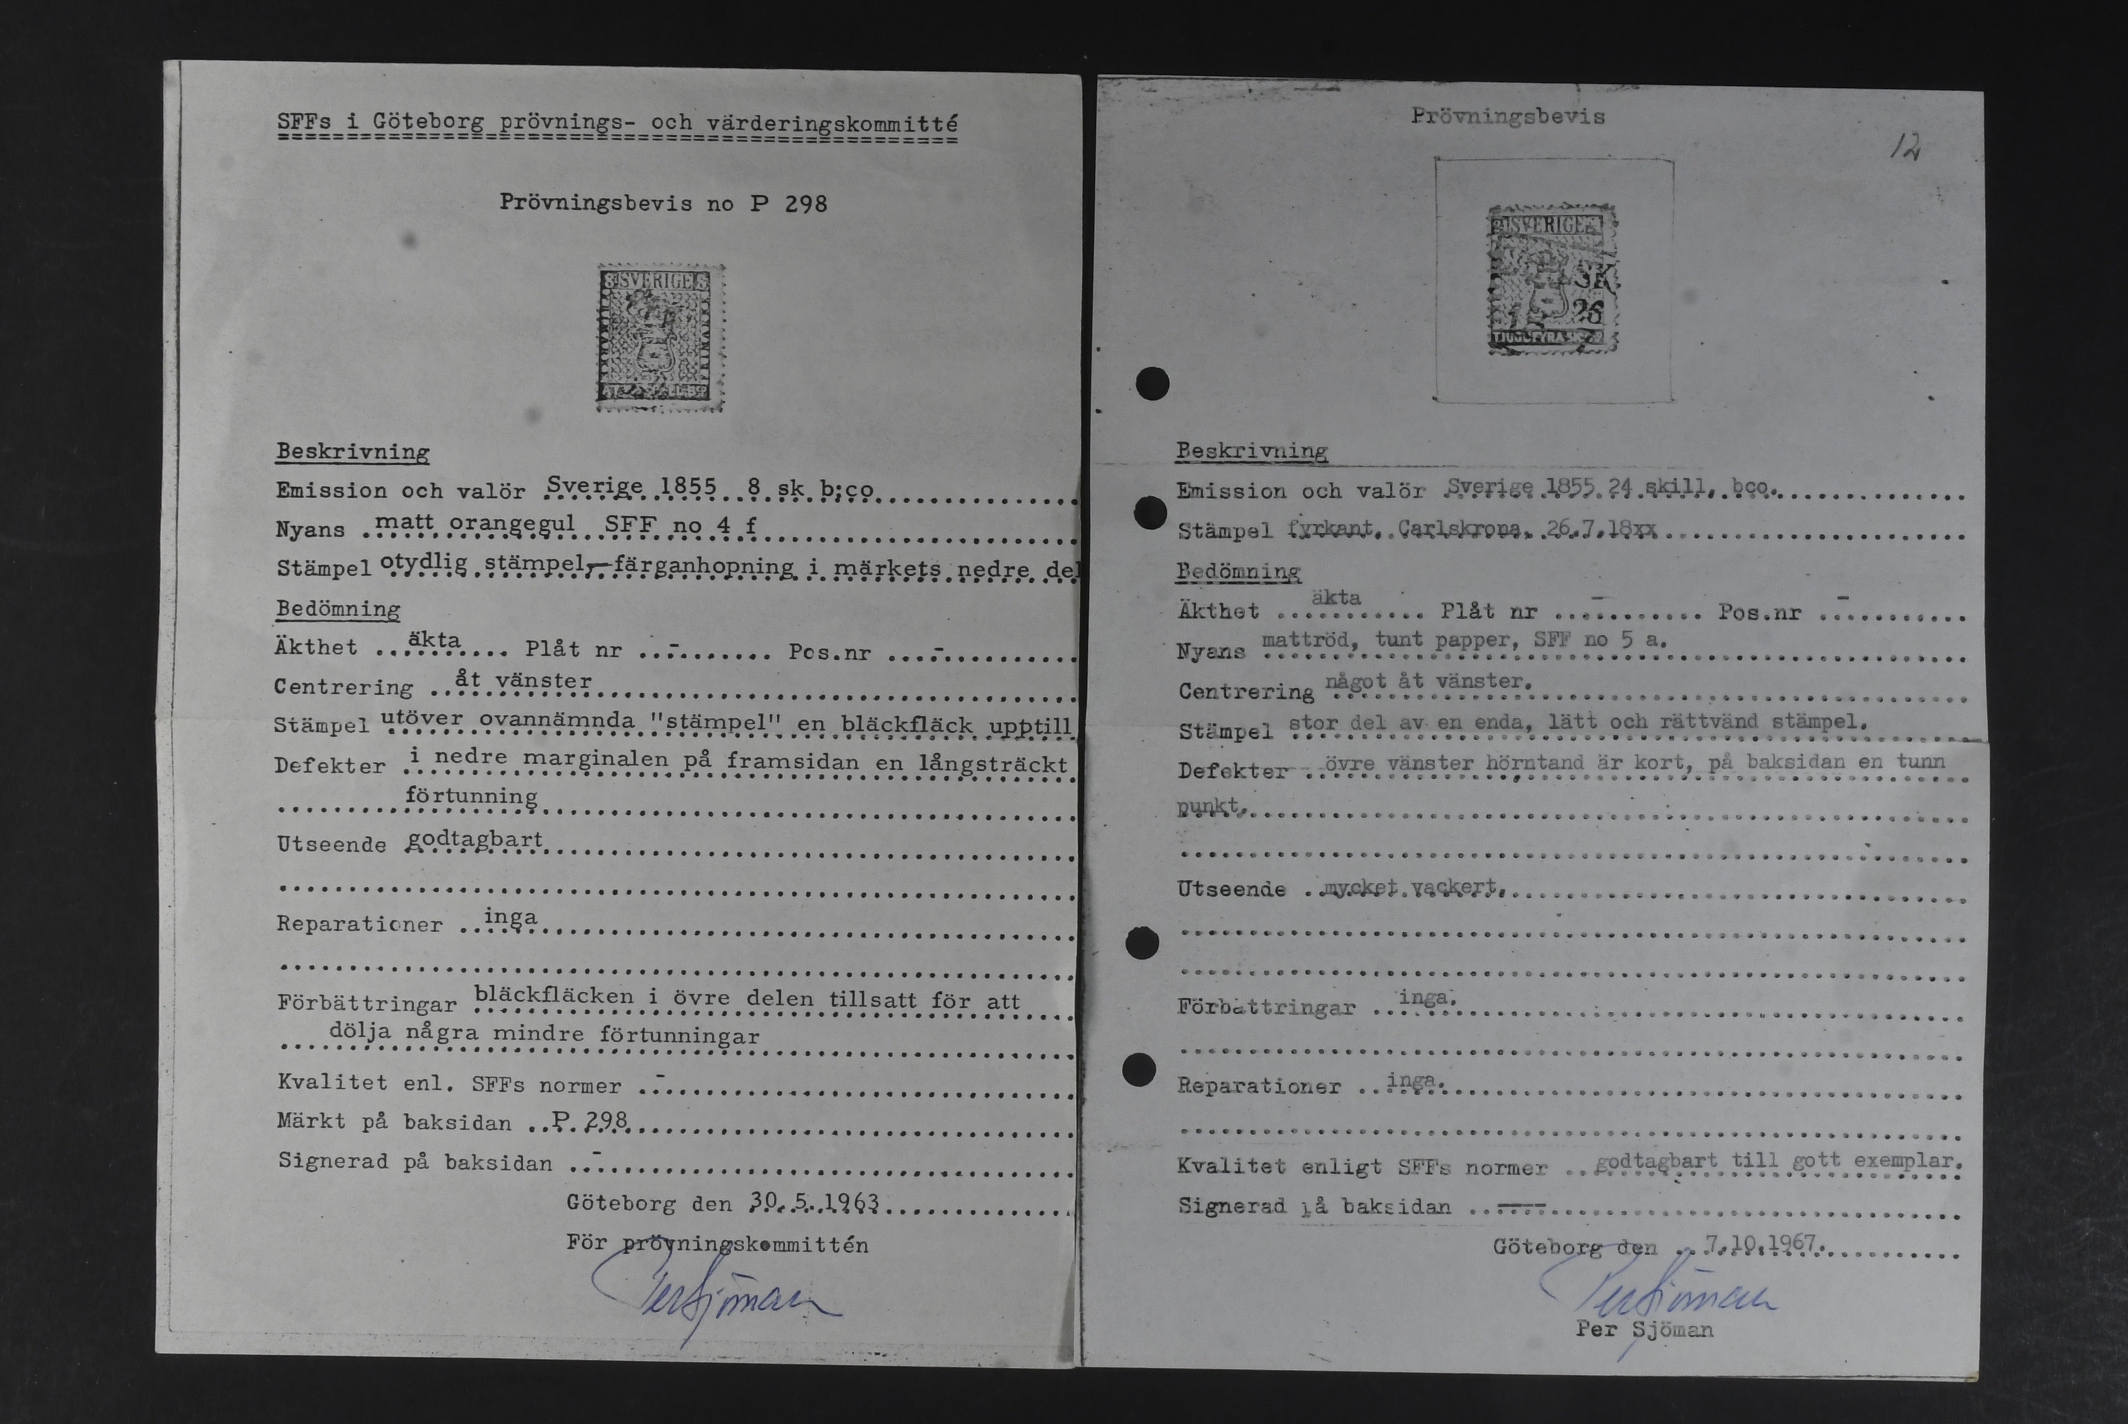 SFFs i Göteborg prövnings- och värderingskommitté
Prövningsbevis no P 298
8 SVERIGE 8
Beskrivning
Emission och valör Sverige 1855 8 sk b:co
Nyans matt orangegul SFF no 4 f
Stämpel otydlig stämpel,-färganhopning i märkets nedre del
Bedömning
Äkthet äkta Plåt nr - Pos.nr -
Centrering åt vänster
Stämpel utöver ovannämnda "stämpel" en bläckfläck upptill
Defekter i nedre marginalen på framsidan en långsträckt
förtunning
Utseende godtagbart
Reparationer inga
Förbättringar bläckfläcken i övre delen tillsatt för att
dölja några mindre förtunningar
Kvalitet enl. SFFs normer -
Märkt på baksidan P 298
Signerad på baksidan -
Göteborg den 30.5.1963
För prövningskommittén
Per Sjöman
Prövningsbevis
12
SVERIGE
SK
26
TJUGUFYRA
Beskrivning
Emission och valör Sverige 1855 24 skill. bco.
Stämpel fyrkant. Carlskrona. 26.7.18xx
Bedömning
Äkthet äkta Plåt nr - Pos.nr -
Nyans mattröd, tunt papper, SFF no 5 a.
Centrering något åt vänster.
Stämpel stor del av en enda, lätt och rättvänd stämpel.
Defekter övre vänster hörntand är kort, på baksidan en tunn
punkt.
Utseende mycket vackert.
Förbättringar inga.
Reparationer inga.
Kvalitet enligt SFFs normer godtagbart till gott exemplar.
Signerad på baksidan -
Göteborg den 7.10.1967.
Per Sjöman
Per Sjöman